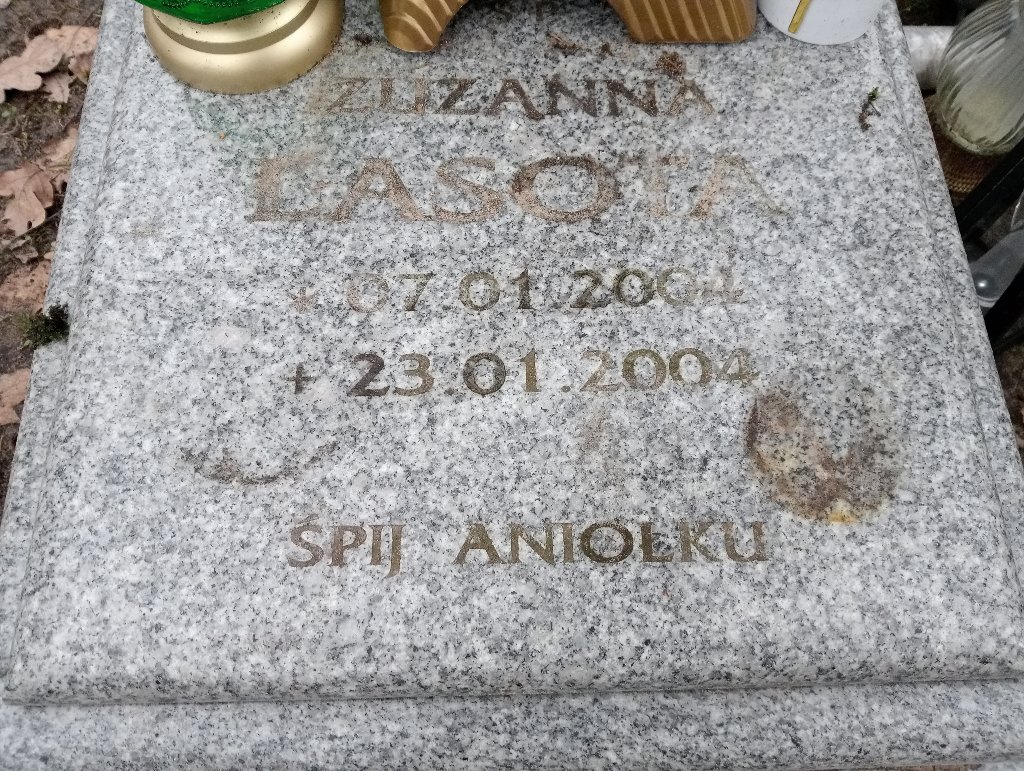 ZUZANNA
ŁASOTA
* 07.01.2004
+ 23.01.2004
ŚPIJ ANIOŁKU